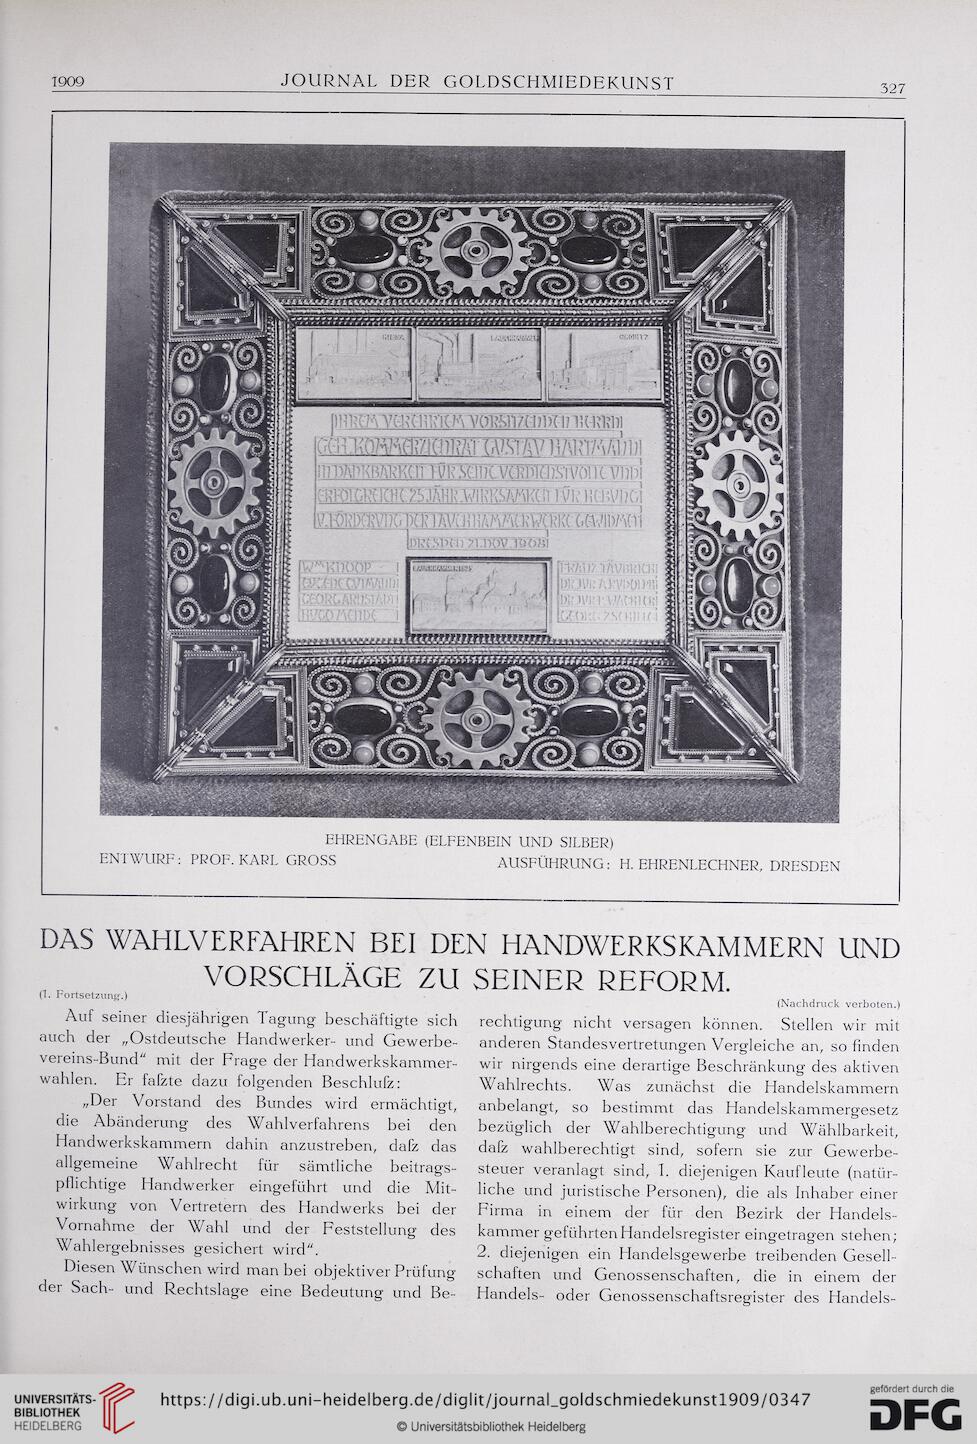 1909
JOURNAL DER GOLDSCHMIEDEKUNST
327
LAUCHHAMMER
IHREM VEREHRTEM VORSITZENDEN HERRN
GEH. KOMMERZIENRAT GUSTAV HARTMANN
IN DANKBARKEIT FÜR SEINE VERDIENSTVOLLE UND
ERFOLGREICHE 25 JÄHR. WIRKSAMKEIT FÜR HEBUNG
U. FÖRDERUNG DER LAUCHHAMMERWERKE GEWIDMET
DRESDEN 21. NOV. 1908
WM KNOOP
GEORG ARNSTÄDT
HUGO MENDE
EHRENGABE (ELFENBEIN UND SILBER)
ENTWURF: PROF. KARL GROSS
AUSFÜHRUNG: H. EHRENLECHNER, DRESDEN
DAS WAHLVERFAHREN BEI DEN HANDWERKSKAMMERN UND
VORSCHLÄGE ZU SEINER REFORM.
(1. Fortsetzung.)
(Nachdruck verboten.)
Auf seiner diesjährigen Tagung beschäftigte sich
auch der „Ostdeutsche Handwerker- und Gewerbe-
vereins-Bund“ mit der Frage der Handwerkskammer-
wahlen. Er faßte dazu folgenden Beschluß:
„Der Vorstand des Bundes wird ermächtigt,
die Abänderung des Wahlverfahrens bei den
Handwerkskammern dahin anzustreben, daß das
allgemeine Wahlrecht für sämtliche beitrags-
pflichtige Handwerker eingeführt und die Mit-
wirkung von Vertretern des Handwerks bei der
Vornahme der Wahl und der Feststellung des
Wahlergebnisses gesichert wird“.
Diesen Wünschen wird man bei objektiver Prüfung
der Sach- und Rechtslage eine Bedeutung und Be-
rechtigung nicht versagen können. Stellen wir mit
anderen Standesvertretungen Vergleiche an, so finden
wir nirgends eine derartige Beschränkung des aktiven
Wahlrechts. Was zunächst die Handelskammern
anbelangt, so bestimmt das Handelskammergesetz
bezüglich der Wahlberechtigung und Wählbarkeit,
daß wahlberechtigt sind, sofern sie zur Gewerbe-
steuer veranlagt sind, 1. diejenigen Kaufleute (natür-
liche und juristische Personen), die als Inhaber einer
Firma in einem der für den Bezirk der Handels-
kammer geführten Handelsregister eingetragen stehen;
2. diejenigen ein Handelsgewerbe treibenden Gesell-
schaften und Genossenschaften, die in einem der
Handels- oder Genossenschaftsregister des Handels-
UNIVERSITÄTS-
BIBLIOTHEK
HEIDELBERG
https://digi.ub.uni-heidelberg.de/diglit/journal_goldschmiedekunst1909/0347
© Universitätsbibliothek Heidelberg
gefördert durch die
DFG